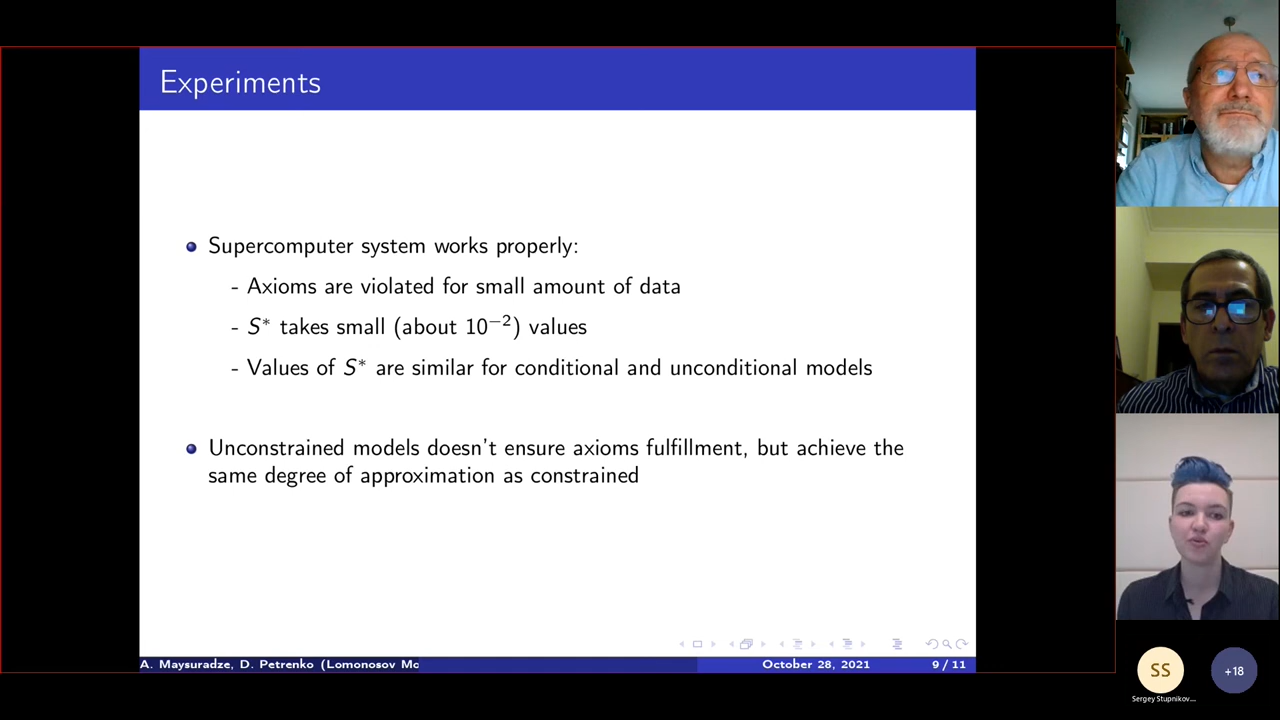 Experiments
Supercomputer system works properly:
- Axioms are violated for small amount of data
- S* takes small (about 10⁻²) values
- Values of S* are similar for conditional and unconditional models
Unconstrained models doesn't ensure axioms fulfillment, but achieve the
same degree of approximation as constrained
A. Maysuradze, D. Petrenko (Lomonosov Mo
October 28, 2021
9 / 11
SS
+18
Sergey Stupnikov...